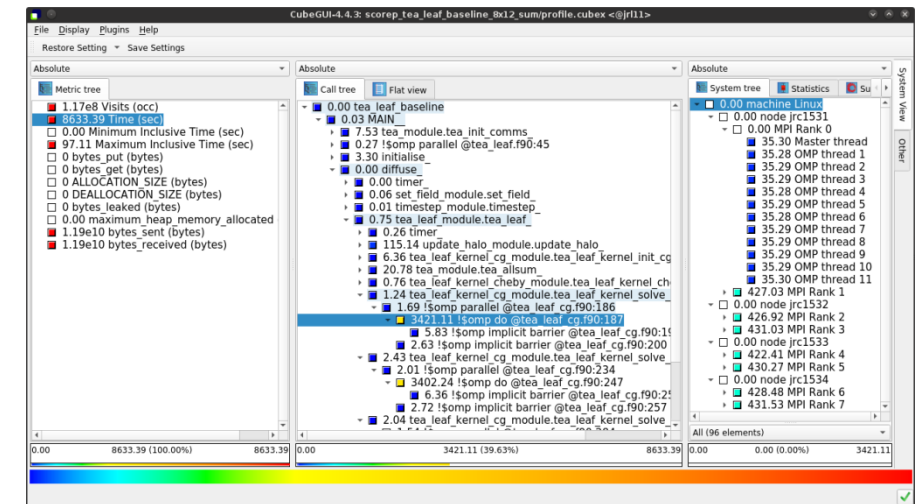 CubeGUI-4.4.3: scorep_tea_leaf_baseline_8x12_sum/profile.cubex <@jrl11>
File Display Plugins Help
Restore Setting Save Settings
Absolute
Metric tree
1.17e8 Visits (occ)
8633.39 Time (sec)
0.00 Minimum Inclusive Time (sec)
97.11 Maximum Inclusive Time (sec)
0 bytes_put (bytes)
0 bytes_get (bytes)
0 ALLOCATION_SIZE (bytes)
0 DEALLOCATION_SIZE (bytes)
0 bytes_leaked (bytes)
0.00 maximum_heap_memory_allocated
1.19e10 bytes_sent (bytes)
1.19e10 bytes_received (bytes)
0.00 8633.39 (100.00%) 8633.39
Absolute
Call tree Flat view
0.00 tea_leaf_baseline
0.03 MAIN__
7.53 tea_module.tea_init_comms_
0.27 !$omp parallel @tea_leaf.f90:45
3.30 initialise_
0.00 diffuse_
0.00 timer_
0.06 set_field_module.set_field_
0.01 timestep_module.timestep_
0.75 tea_leaf_module.tea_leaf_
0.26 timer_
115.14 update_halo_module.update_halo_
6.36 tea_leaf_kernel_cg_module.tea_leaf_kernel_init_cg
20.78 tea_module.tea_allsum_
0.76 tea_leaf_kernel_cheby_module.tea_leaf_kernel_ch
1.24 tea_leaf_kernel_cg_module.tea_leaf_kernel_solve_
1.69 !$omp parallel @tea_leaf_cg.f90:186
3421.11 !$omp do @tea_leaf_cg.f90:187
5.83 !$omp implicit barrier @tea_leaf_cg.f90:19
2.63 !$omp implicit barrier @tea_leaf_cg.f90:200
2.43 tea_leaf_kernel_cg_module.tea_leaf_kernel_solve_
2.01 !$omp parallel @tea_leaf_cg.f90:234
3402.24 !$omp do @tea_leaf_cg.f90:247
6.36 !$omp implicit barrier @tea_leaf_cg.f90:25
2.72 !$omp implicit barrier @tea_leaf_cg.f90:257
2.04 tea_leaf_kernel_cg_module.tea_leaf_kernel_solve_
0.00 3421.11 (39.63%) 8633.39
Absolute
System tree Statistics Su
0.00 machine Linux
0.00 node jrc1531
0.00 MPI Rank 0
35.30 Master thread
35.28 OMP thread 1
35.29 OMP thread 2
35.29 OMP thread 3
35.28 OMP thread 4
35.29 OMP thread 5
35.28 OMP thread 6
35.29 OMP thread 7
35.29 OMP thread 8
35.29 OMP thread 9
35.29 OMP thread 10
35.30 OMP thread 11
427.03 MPI Rank 1
0.00 node jrc1532
426.92 MPI Rank 2
431.03 MPI Rank 3
0.00 node jrc1533
422.41 MPI Rank 4
430.27 MPI Rank 5
0.00 node jrc1534
428.48 MPI Rank 6
431.53 MPI Rank 7
All (96 elements)
0.00 0.00 (0.00%) 3421.11
System View
Other